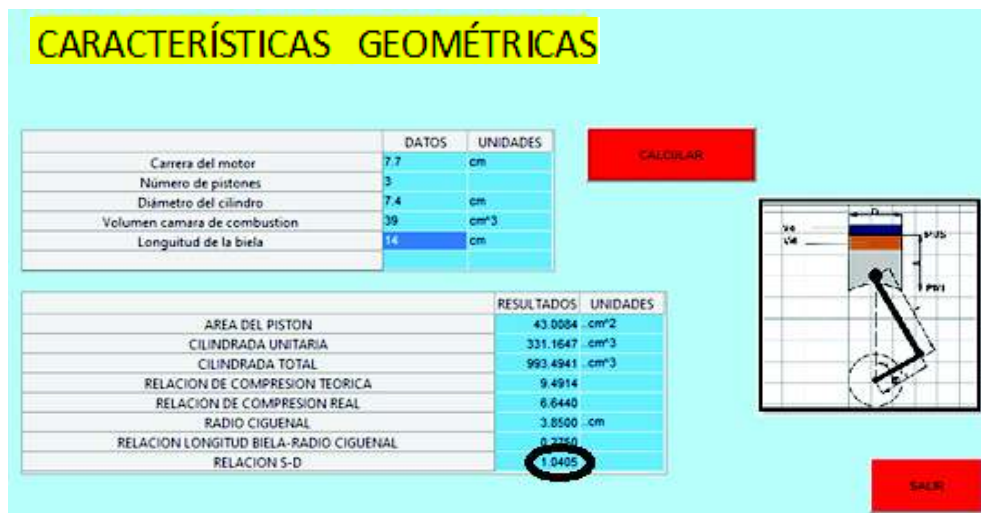 CARACTERÍSTICAS GEOMÉTRICAS
DATOS UNIDADES
CALCULAR
Carrera del motor 7.7 cm
Número de pistones 3
Diámetro del cilindro 7.4 cm
Volumen camara de combustion 39 cm^3
Longuitud de la biela 14 cm
PMS
PMI
RESULTADOS UNIDADES
AREA DEL PISTON 43.0084 ..cm^2
CILINDRADA UNITARIA 331.1647 ..cm^3
CILINDRADA TOTAL 993.4941 ..cm^3
RELACION DE COMPRESION TEORICA 9.4914
RELACION DE COMPRESION REAL 6.6440
RADIO CIGUENAL 3.8500 ..cm
RELACION LONGITUD BIELA-RADIO CIGUENAL 0.2750
RELACION S-D 1.0405
SALIR